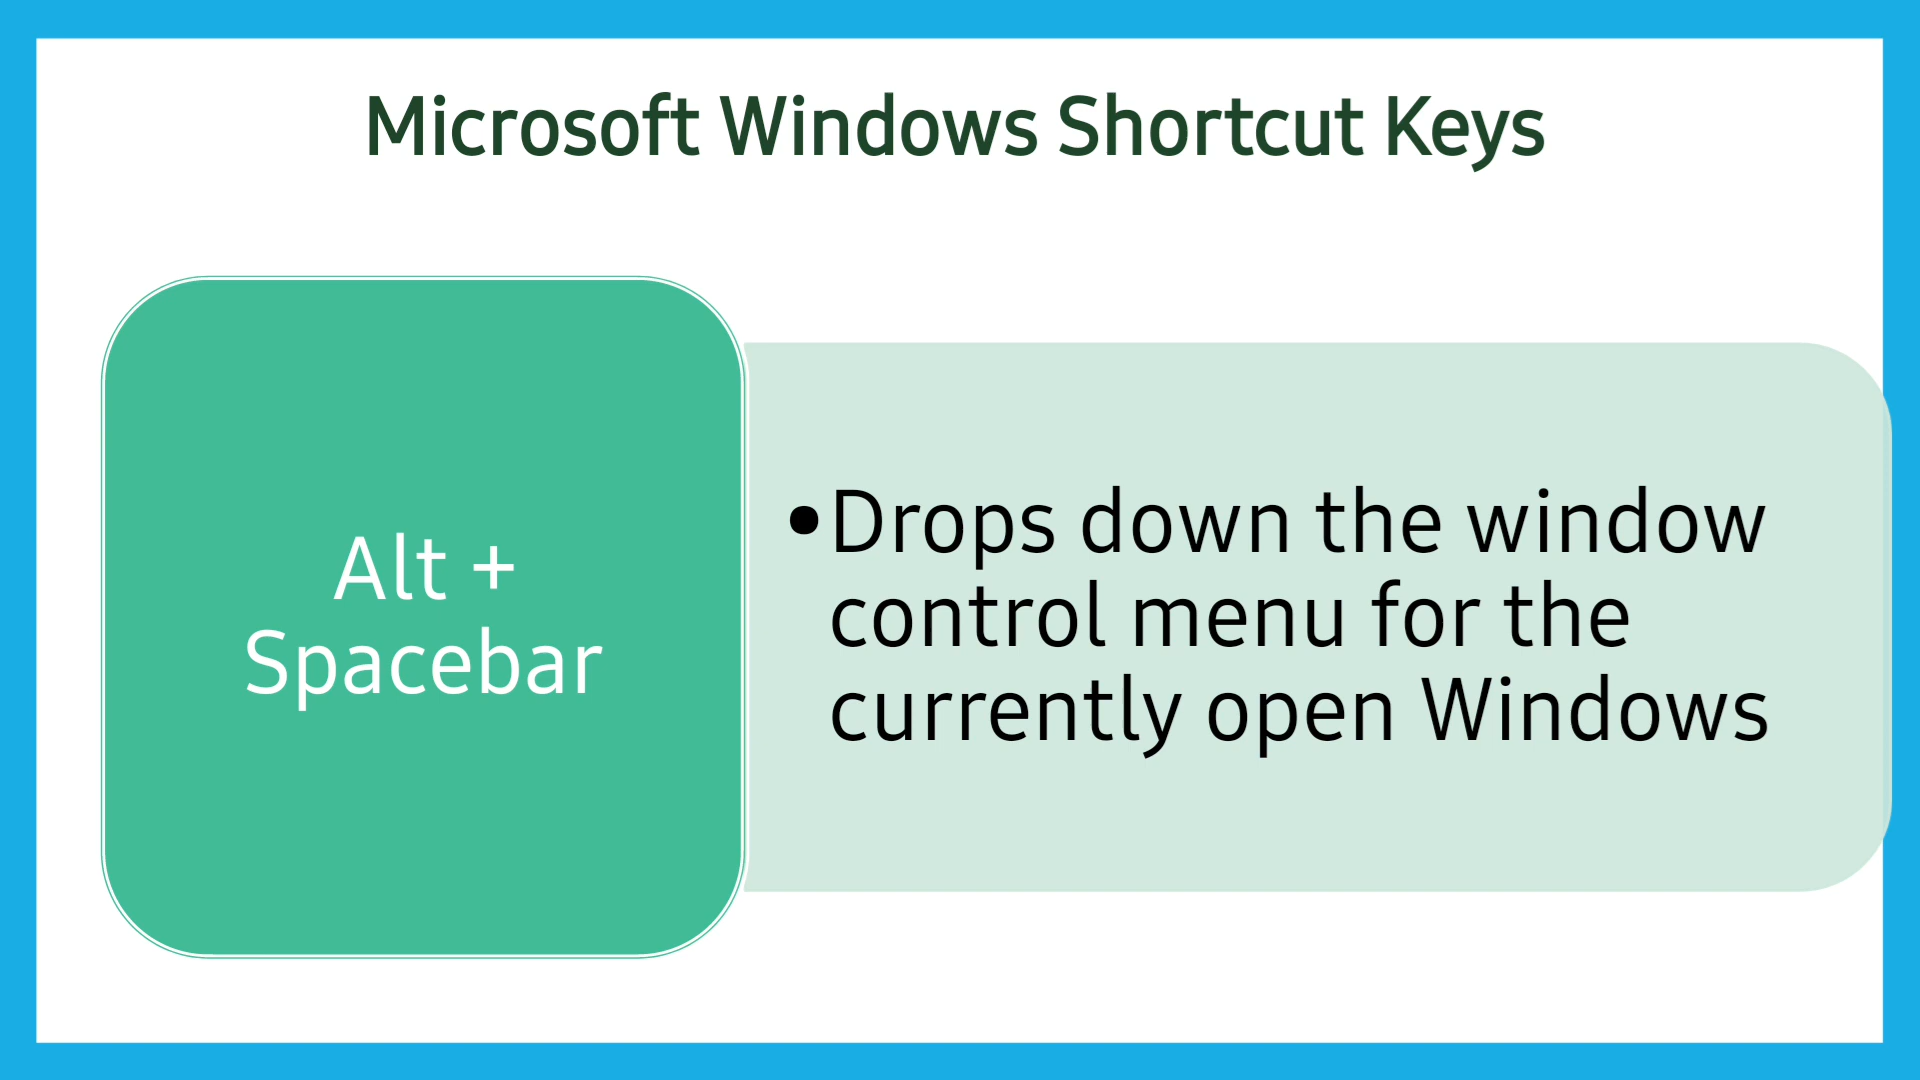 Microsoft Windows Shortcut Keys
Alt +
Spacebar
•Drops down the window
control menu for the
currently open Windows